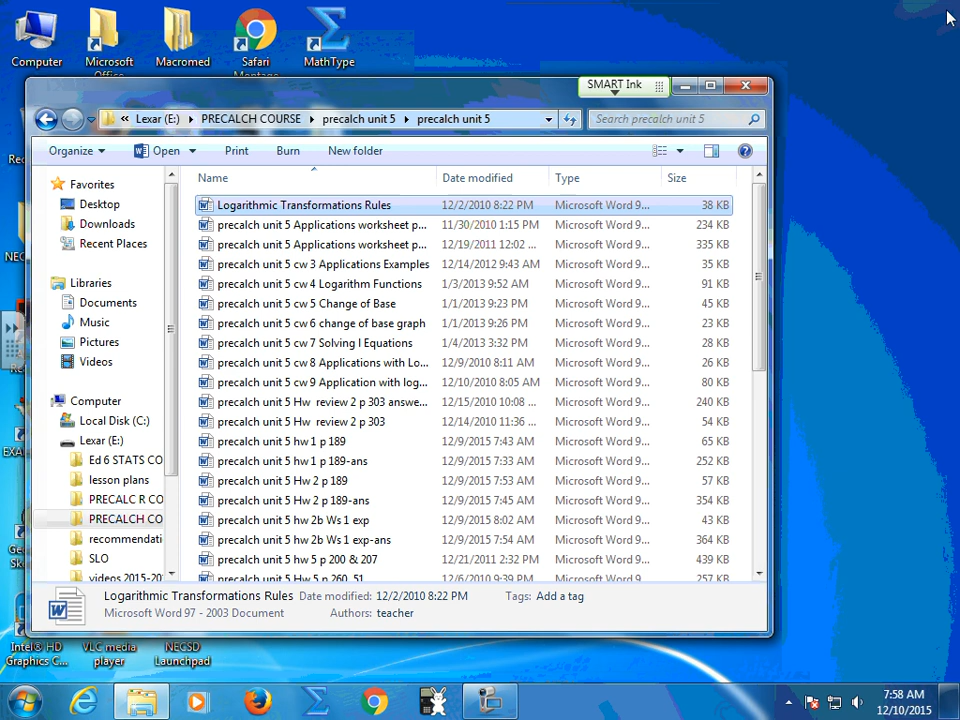 Computer
Microsoft
Office
Macromed
Safari
Montage
MathType
SMART Ink
« Lexar (E:) PRECALCH COURSE precalch unit 5 precalch unit 5
Search precalch unit 5
Organize Open Print Burn New folder
Name Date modified Type Size
Favorites
Desktop
Downloads
Recent Places
Libraries
Documents
Music
Pictures
Videos
Computer
Local Disk (C:)
Lexar (E:)
Ed 6 STATS CO
lesson plans
PRECALC R CO
PRECALCH CO
recommendati
SLO
videos 2015-20
Logarithmic Transformations Rules 12/2/2010 8:22 PM Microsoft Word 9... 38 KB
precalch unit 5 Applications worksheet p... 11/30/2010 1:15 PM Microsoft Word 9... 234 KB
precalch unit 5 Applications worksheet p... 12/19/2011 12:02 ... Microsoft Word 9... 335 KB
precalch unit 5 cw 3 Applications Examples 12/14/2012 9:43 AM Microsoft Word 9... 35 KB
precalch unit 5 cw 4 Logarithm Functions 1/3/2013 9:52 AM Microsoft Word 9... 91 KB
precalch unit 5 cw 5 Change of Base 1/1/2013 9:23 PM Microsoft Word 9... 45 KB
precalch unit 5 cw 6 change of base graph 1/1/2013 9:26 PM Microsoft Word 9... 23 KB
precalch unit 5 cw 7 Solving l Equations 1/4/2013 3:32 PM Microsoft Word 9... 28 KB
precalch unit 5 cw 8 Applications with Lo... 12/9/2010 8:11 AM Microsoft Word 9... 26 KB
precalch unit 5 cw 9 Application with log... 12/10/2010 8:05 AM Microsoft Word 9... 80 KB
precalch unit 5 Hw review 2 p 303 answe... 12/15/2010 10:08 ... Microsoft Word 9... 240 KB
precalch unit 5 Hw review 2 p 303 12/14/2010 11:36 ... Microsoft Word 9... 54 KB
precalch unit 5 hw 1 p 189 12/9/2015 7:43 AM Microsoft Word 9... 65 KB
precalch unit 5 hw 1 p 189-ans 12/9/2015 7:33 AM Microsoft Word 9... 252 KB
precalch unit 5 Hw 2 p 189 12/9/2015 7:53 AM Microsoft Word 9... 57 KB
precalch unit 5 Hw 2 p 189-ans 12/9/2015 7:45 AM Microsoft Word 9... 354 KB
precalch unit 5 hw 2b Ws 1 exp 12/9/2015 8:02 AM Microsoft Word 9... 43 KB
precalch unit 5 hw 2b Ws 1 exp-ans 12/9/2015 7:54 AM Microsoft Word 9... 364 KB
precalch unit 5 hw 5 p 200 & 207 12/21/2011 2:32 PM Microsoft Word 9... 439 KB
precalch unit 5 Hw 5 p 260, 51 12/6/2010 9:39 PM Microsoft Word 9... 257 KB
Logarithmic Transformations Rules Date modified: 12/2/2010 8:22 PM Tags: Add a tag
Microsoft Word 97 - 2003 Document Authors: teacher
Intel® HD
Graphics C...
VLC media
player
NECSD
Launchpad
7:58 AM
12/10/2015